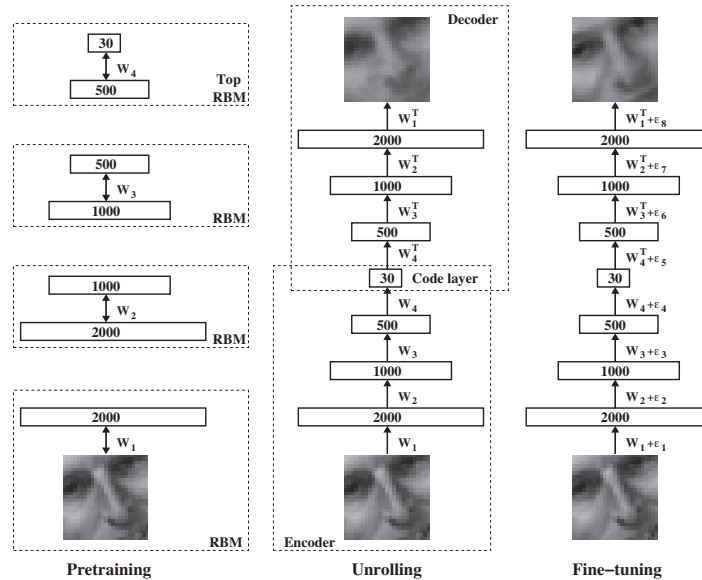 30
W₄
500
Top
RBM
500
W₃
1000
RBM
1000
W₂
2000
RBM
2000
W₁
RBM
Pretraining
Decoder
W₁ᵀ
2000
W₂ᵀ
1000
W₃ᵀ
500
W₄ᵀ
30
Code layer
W₄
500
W₃
1000
W₂
2000
W₁
Encoder
Unrolling
W₁ᵀ+ε₈
2000
W₂ᵀ+ε₇
1000
W₃ᵀ+ε₆
500
W₄ᵀ+ε₅
30
W₄+ε₄
500
W₃+ε₃
1000
W₂+ε₂
2000
W₁+ε₁
Fine−tuning